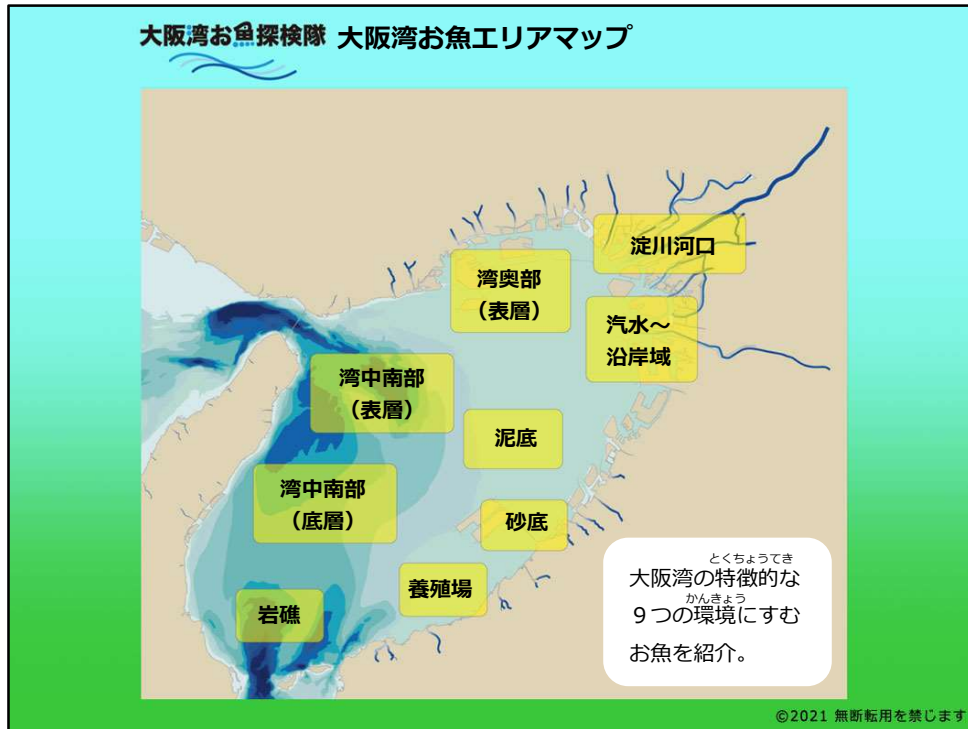 大阪湾お魚探検隊 大阪湾お魚エリアマップ
淀川河口
湾奥部
（表層）
汽水～
沿岸域
湾中南部
（表層）
泥底
湾中南部
（底層）
砂底
養殖場
岩礁
とくちょうてき
大阪湾の特徴的な
かんきょう
９つの環境にすむ
お魚を紹介。
©2021 無断転用を禁じます